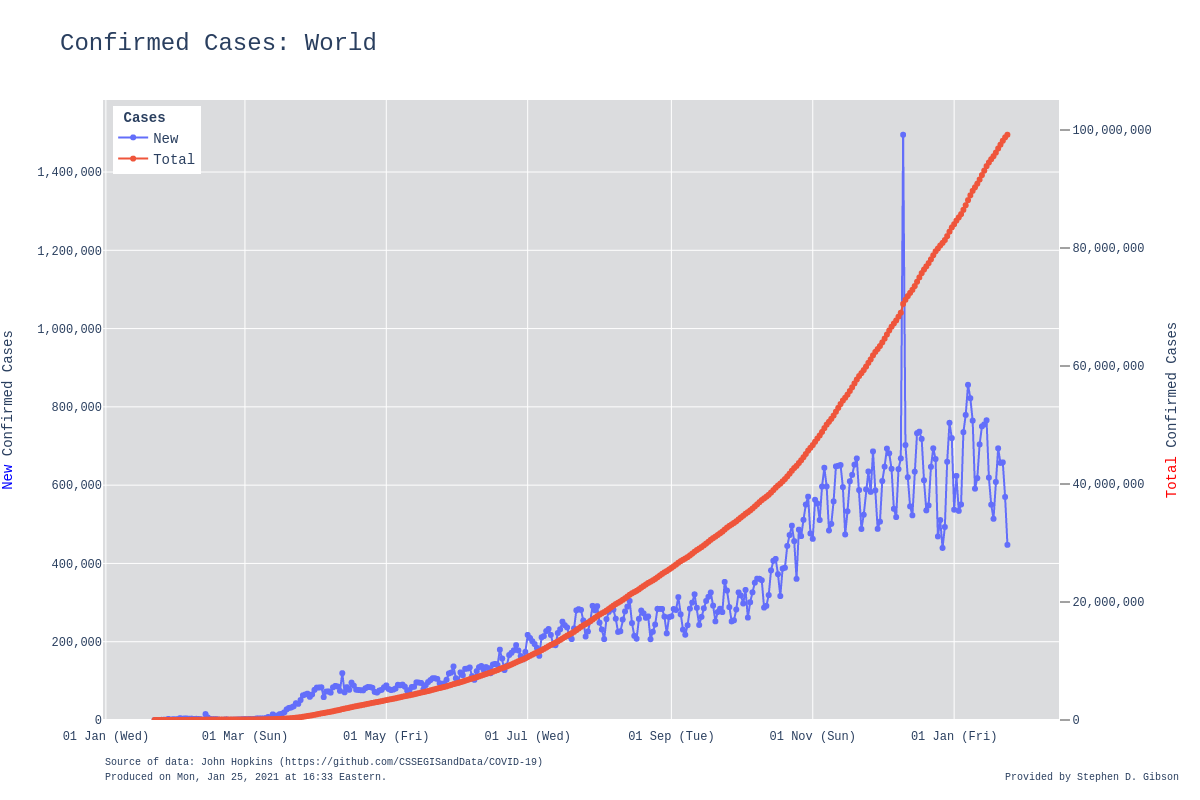 Confirmed Cases: World
Cases
New
Total
1,400,000
1,200,000
1,000,000
800,000
600,000
400,000
200,000
0
New Confirmed Cases
100,000,000
80,000,000
60,000,000
40,000,000
20,000,000
0
Total Confirmed Cases
01 Jan (Wed) 01 Mar (Sun) 01 May (Fri) 01 Jul (Wed) 01 Sep (Tue) 01 Nov (Sun) 01 Jan (Fri)
Source of data: John Hopkins (https://github.com/CSSEGISandData/COVID-19)
Produced on Mon, Jan 25, 2021 at 16:33 Eastern.
Provided by Stephen D. Gibson